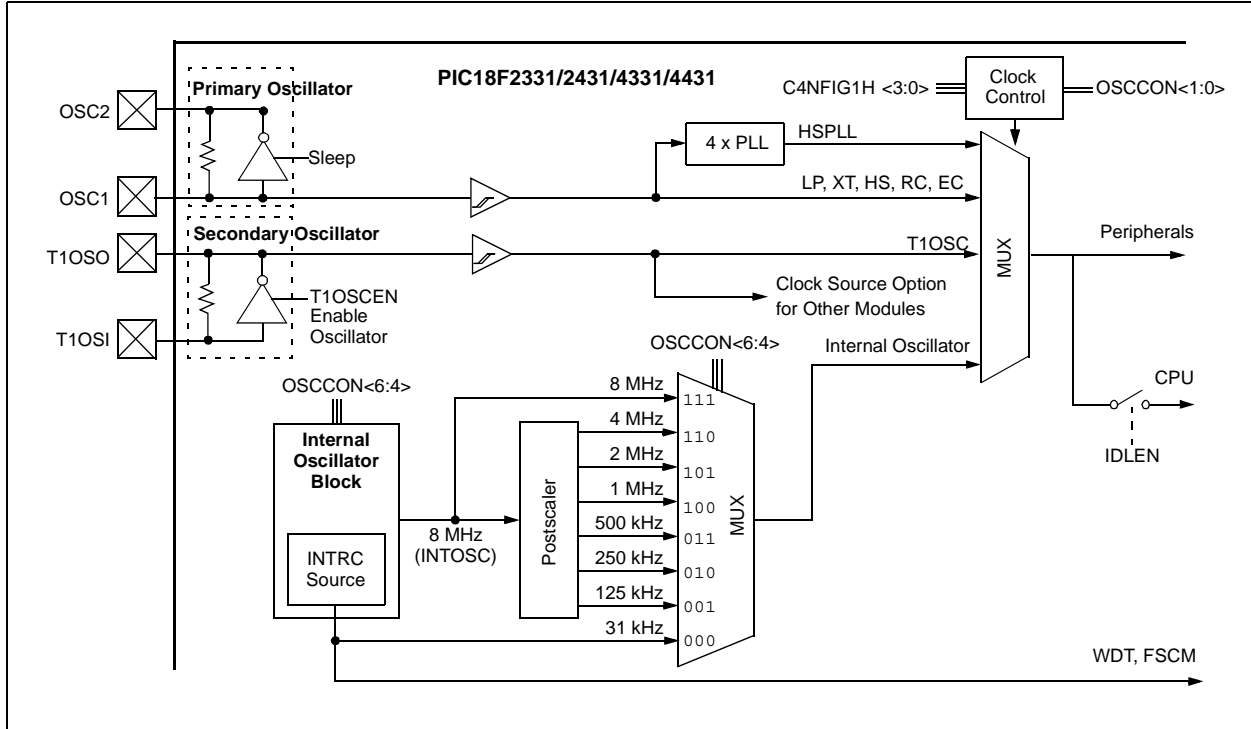 PIC18F2331/2431/4331/4431
Primary Oscillator
OSC2
Sleep
OSC1
C4NFIG1H <3:0>
Clock
Control
OSCCON<1:0>
4 x PLL
HSPLL
LP, XT, HS, RC, EC
Secondary Oscillator
T1OSO
T1OSCEN
Enable
Oscillator
T1OSI
T1OSC
Clock Source Option
for Other Modules
MUX
Peripherals
Internal Oscillator
CPU
IDLEN
OSCCON<6:4>
OSCCON<6:4>
Internal
Oscillator
Block
INTRC
Source
8 MHz
(INTOSC)
Postscaler
8 MHz
111
4 MHz
110
2 MHz
101
1 MHz
100
500 kHz
011
250 kHz
010
125 kHz
001
31 kHz
000
MUX
WDT, FSCM